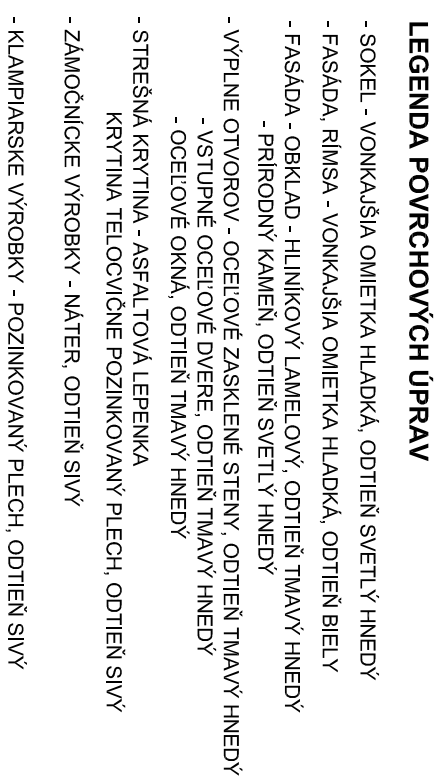 LEGENDA POVRCHOVÝCH ÚPRAV
- SOKEL - VONKAJŠIA OMIETKA HLADKÁ, ODTIEŇ SVETLÝ HNEDÝ
- FASÁDA, RÍMSA - VONKAJŠIA OMIETKA HLADKÁ, ODTIEŇ BIELY
- FASÁDA - OBKLAD - HLINÍKOVÝ LAMELOVÝ, ODTIEŇ TMAVÝ HNEDÝ
- PRÍRODNÝ KAMEŇ, ODTIEŇ SVETLÝ HNEDÝ
- VÝPLNE OTVOROV - OCEĽOVÉ ZASKLENÉ STENY, ODTIEŇ TMAVÝ HNEDÝ
- VSTUPNÉ OCEĽOVÉ DVERE, ODTIEŇ TMAVÝ HNEDÝ
- OCEĽOVÉ OKNÁ, ODTIEŇ TMAVÝ HNEDÝ
- STREŠNÁ KRYTINA - ASFALTOVÁ LEPENKA
KRYTINA TELOCVIČNE POZINKOVANÝ PLECH, ODTIEŇ SIVÝ
- ZÁMOČNÍCKE VÝROBKY - NÁTER, ODTIEŇ SIVÝ
- KLAMPIARSKE VÝROBKY - POZINKOVANÝ PLECH, ODTIEŇ SIVÝ